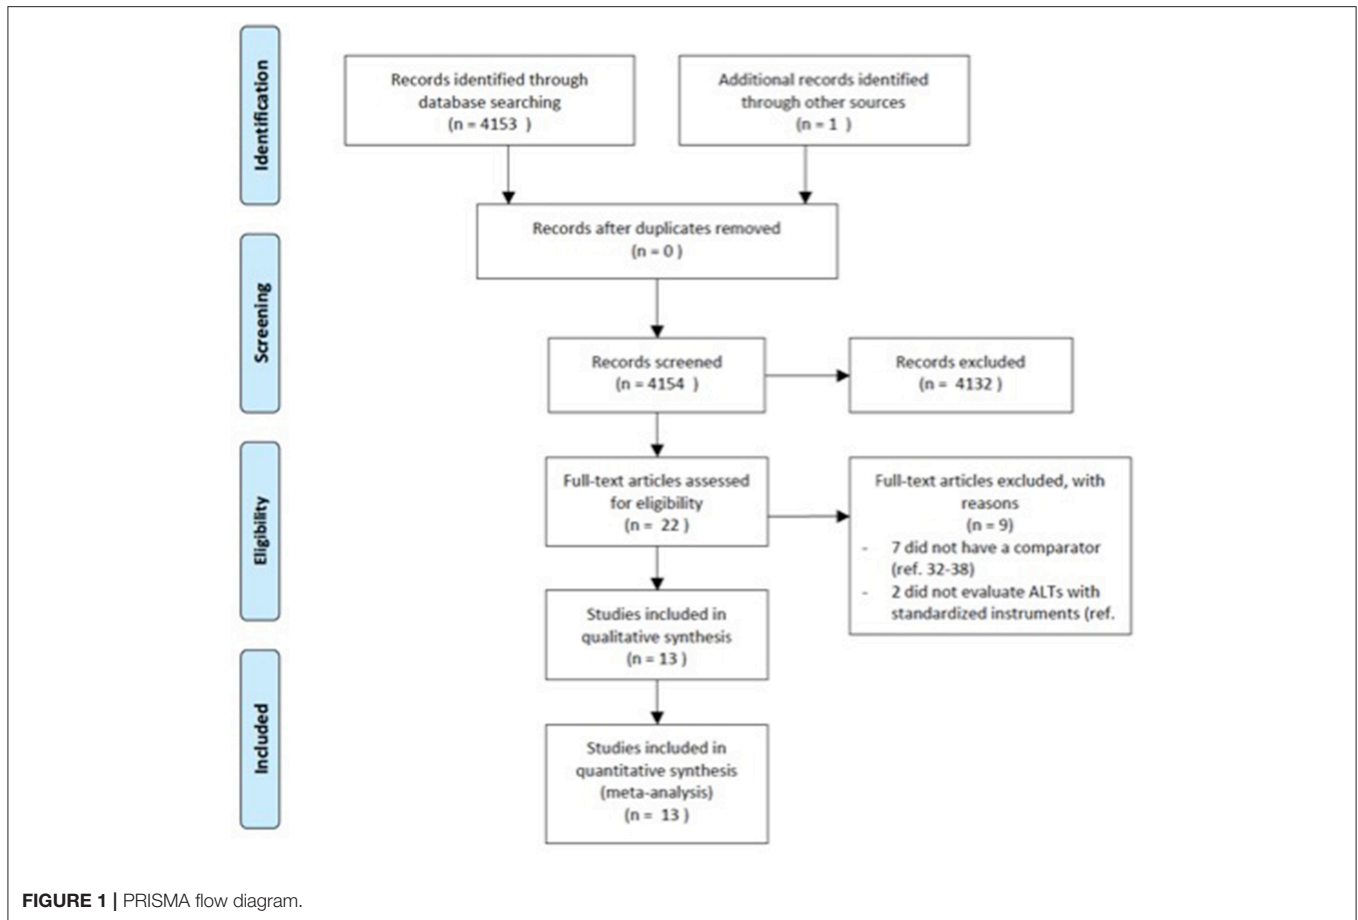 Identification
Records identified through
database searching
(n = 4153 )
Additional records identified
through other sources
(n = 1 )
Records after duplicates removed
(n = 0 )
Screening
Records screened
(n = 4154 )
Records excluded
(n = 4132 )
Eligibility
Full-text articles assessed
for eligibility
(n = 22 )
Full-text articles excluded, with
reasons
(n = 9)
- 7 did not have a comparator
(ref. 32-38)
- 2 did not evaluate ALTs with
standardized instruments (ref.
Studies included in
qualitative synthesis
(n = 13 )
Included
Studies included in
quantitative synthesis
(meta-analysis)
(n = 13 )
FIGURE 1 | PRISMA flow diagram.